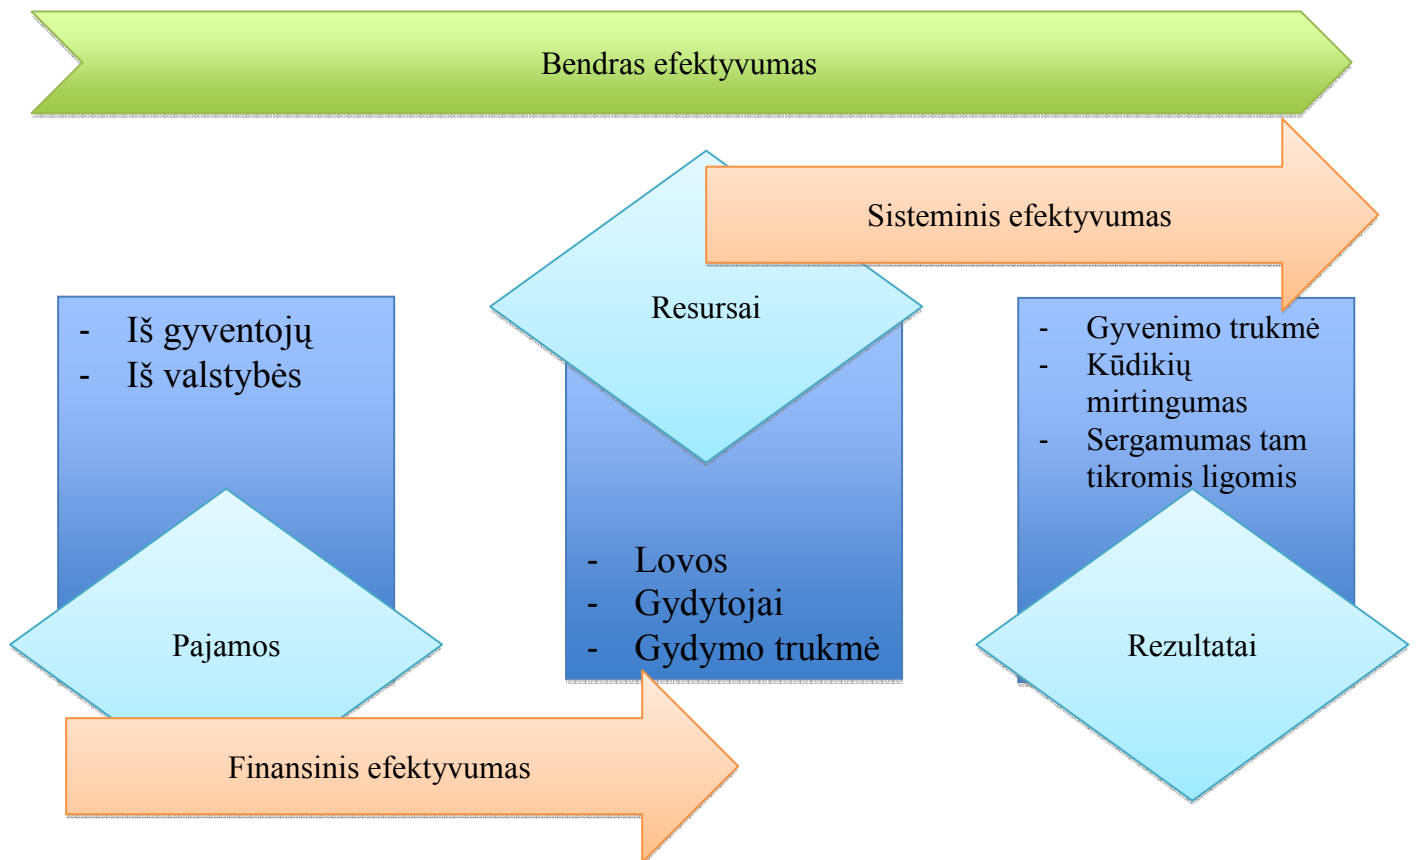 Bendras efektyvumas
Sisteminis efektyvumas
Resursai
- Iš gyventojų
- Iš valstybės
- Gyvenimo trukmė
- Kūdikių
mirtingumas
- Sergamumas tam
tikromis ligomis
- Lovos
- Gydytojai
- Gydymo trukmė
Pajamos
Rezultatai
Finansinis efektyvumas